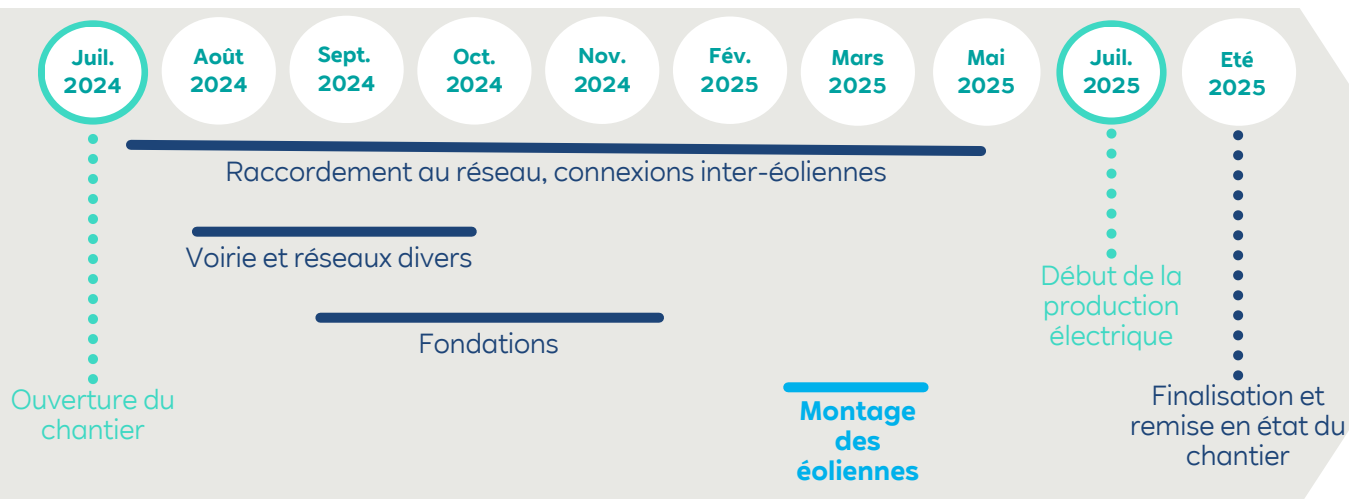 Juil.
2024
Août
2024
Sept.
2024
Oct.
2024
Nov.
2024
Fév.
2025
Mars
2025
Mai
2025
Juil.
2025
Eté
2025
Raccordement au réseau, connexions inter-éoliennes
Voirie et réseaux divers
Fondations
Montage
des
éoliennes
Ouverture du
chantier
Début de la
production
électrique
Finalisation et
remise en état du
chantier